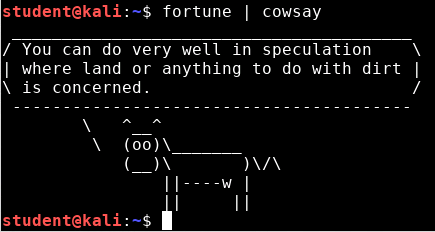 student@kali:~$ fortune | cowsay
 ________________________________________
/ You can do very well in speculation    \
| where land or anything to do with dirt |
\ is concerned.                          /
 ----------------------------------------
        \   ^__^
         \  (oo)\_______
            (__)\       )\/\
                ||----w |
                ||     ||
student@kali:~$